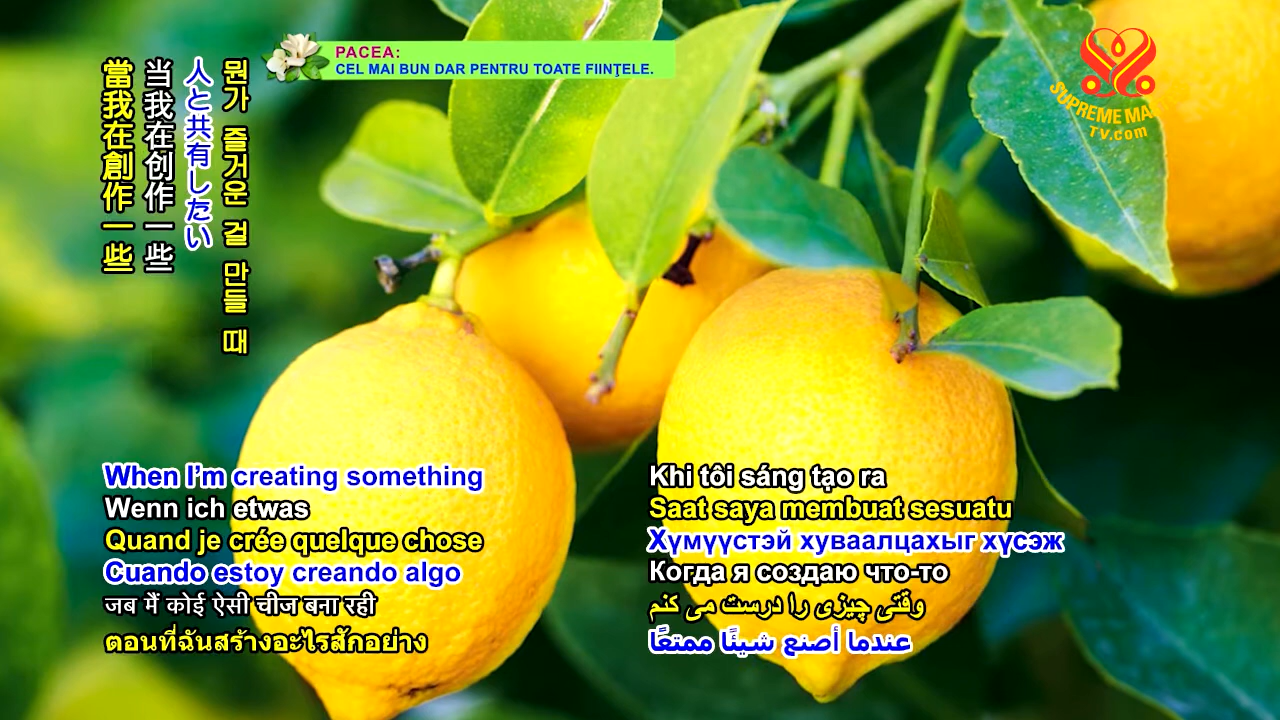 PACEA:
CEL MAI BUN DAR PENTRU TOATE FIINŢELE.
當我在創作一些
当我在创作一些
人と共有したい
뭔가 즐거운 걸 만들 때
When I'm creating something
Wenn ich etwas
Quand je crée quelque chose
Cuando estoy creando algo
जब मैं कोई ऐसी चीज बना रही
ตอนที่ฉันสร้างอะไรสักอย่าง
Khi tôi sáng tạo ra
Saat saya membuat sesuatu
Хүмүүстэй хуваалцахыг хүсэж
Когда я создаю что-то
وقتی چیزی را درست می کنم
عندما أصنع شيئًا ممتعًا
TV.com